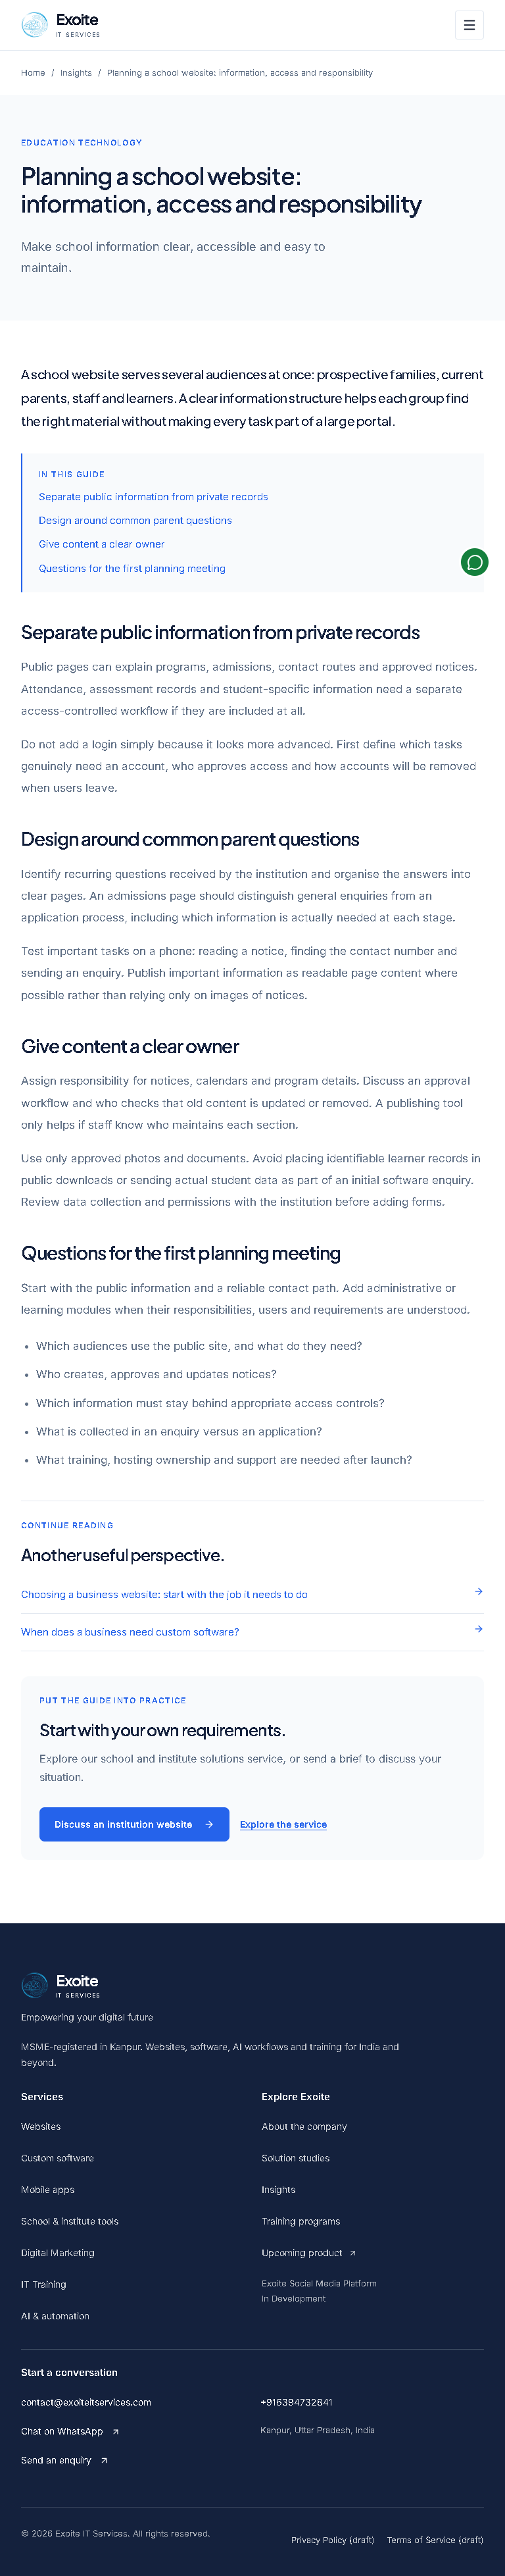 Exoite
IT SERVICES
Home / Insights / Planning a school website: information, access and responsibility
EDUCATION TECHNOLOGY
Planning a school website:
information, access and responsibility
Make school information clear, accessible and easy to
maintain.
A school website serves several audiences at once: prospective families, current
parents, staff and learners. A clear information structure helps each group find
the right material without making every task part of a large portal.
IN THIS GUIDE
Separate public information from private records
Design around common parent questions
Give content a clear owner
Questions for the first planning meeting
Separate public information from private records
Public pages can explain programs, admissions, contact routes and approved notices.
Attendance, assessment records and student-specific information need a separate
access-controlled workflow if they are included at all.
Do not add a login simply because it looks more advanced. First define which tasks
genuinely need an account, who approves access and how accounts will be removed
when users leave.
Design around common parent questions
Identify recurring questions received by the institution and organise the answers into
clear pages. An admissions page should distinguish general enquiries from an
application process, including which information is actually needed at each stage.
Test important tasks on a phone: reading a notice, finding the contact number and
sending an enquiry. Publish important information as readable page content where
possible rather than relying only on images of notices.
Give content a clear owner
Assign responsibility for notices, calendars and program details. Discuss an approval
workflow and who checks that old content is updated or removed. A publishing tool
only helps if staff know who maintains each section.
Use only approved photos and documents. Avoid placing identifiable learner records in
public downloads or sending actual student data as part of an initial software enquiry.
Review data collection and permissions with the institution before adding forms.
Questions for the first planning meeting
Start with the public information and a reliable contact path. Add administrative or
learning modules when their responsibilities, users and requirements are understood.
• Which audiences use the public site, and what do they need?
• Who creates, approves and updates notices?
• Which information must stay behind appropriate access controls?
• What is collected in an enquiry versus an application?
• What training, hosting ownership and support are needed after launch?
CONTINUE READING
Another useful perspective.
Choosing a business website: start with the job it needs to do
When does a business need custom software?
PUT THE GUIDE INTO PRACTICE
Start with your own requirements.
Explore our school and institute solutions service, or send a brief to discuss your
situation.
Discuss an institution website
Explore the service
Exoite
IT SERVICES
Empowering your digital future
MSME-registered in Kanpur. Websites, software, AI workflows and training for India and
beyond.
Services
Websites
Custom software
Mobile apps
School & institute tools
Digital Marketing
IT Training
AI & automation
Explore Exoite
About the company
Solution studies
Insights
Training programs
Upcoming product
Exoite Social Media Platform
In Development
Start a conversation
contact@exoiteitservices.com
Chat on WhatsApp
Send an enquiry
+916394732841
Kanpur, Uttar Pradesh, India
© 2026 Exoite IT Services. All rights reserved.
Privacy Policy (draft)
Terms of Service (draft)